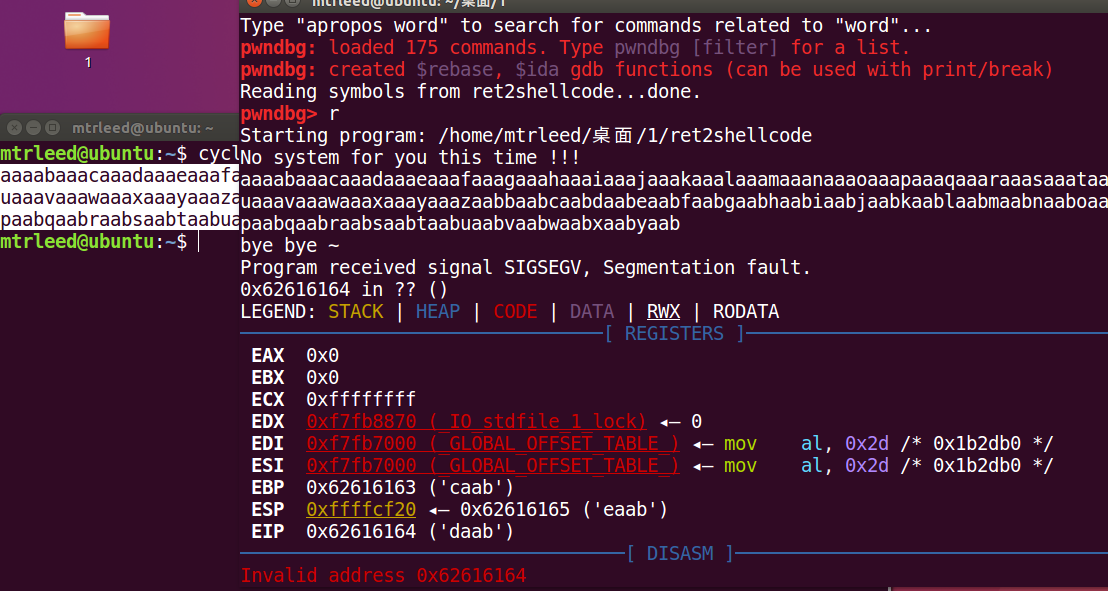 1
mtrleed@ubuntu: ~
mtrleed@ubuntu:~$ cycl
aaaabaaacaaadaaaeaaafa
uaaavaaawaaaxaaayaaaza
paabqaabraabsaabtaabua
mtrleed@ubuntu:~$
mtrleed@ubuntu: ~/桌面/1
Type "apropos word" to search for commands related to "word"...
pwndbg: loaded 175 commands. Type pwndbg [filter] for a list.
pwndbg: created $rebase, $ida gdb functions (can be used with print/break)
Reading symbols from ret2shellcode...done.
pwndbg> r
Starting program: /home/mtrleed/桌面/1/ret2shellcode
No system for you this time !!!
aaaabaaacaaadaaaeaaafaaagaaahaaaiaaajaaakaaalaaamaaanaaaoaaapaaaqaaaraaasaaataa
uaaavaaawaaaxaaayaaazaabbaabcaabdaabeaabfaabgaabhaabiaabjaabkaablaabmaabnaaboaa
paabqaabraabsaabtaabuaabvaabwaabxaabyaab
bye bye ~
Program received signal SIGSEGV, Segmentation fault.
0x62616164 in ?? ()
LEGEND: STACK | HEAP | CODE | DATA | RWX | RODATA
[ REGISTERS ]
EAX 0x0
EBX 0x0
ECX 0xffffffff
EDX 0xf7fb8870 (_IO_stdfile_1_lock) ◂— 0
EDI 0xf7fb7000 (_GLOBAL_OFFSET_TABLE_) ◂— mov al, 0x2d /* 0x1b2db0 */
ESI 0xf7fb7000 (_GLOBAL_OFFSET_TABLE_) ◂— mov al, 0x2d /* 0x1b2db0 */
EBP 0x62616163 ('caab')
ESP 0xffffcf20 ◂— 0x62616165 ('eaab')
EIP 0x62616164 ('daab')
[ DISASM ]
Invalid address 0x62616164